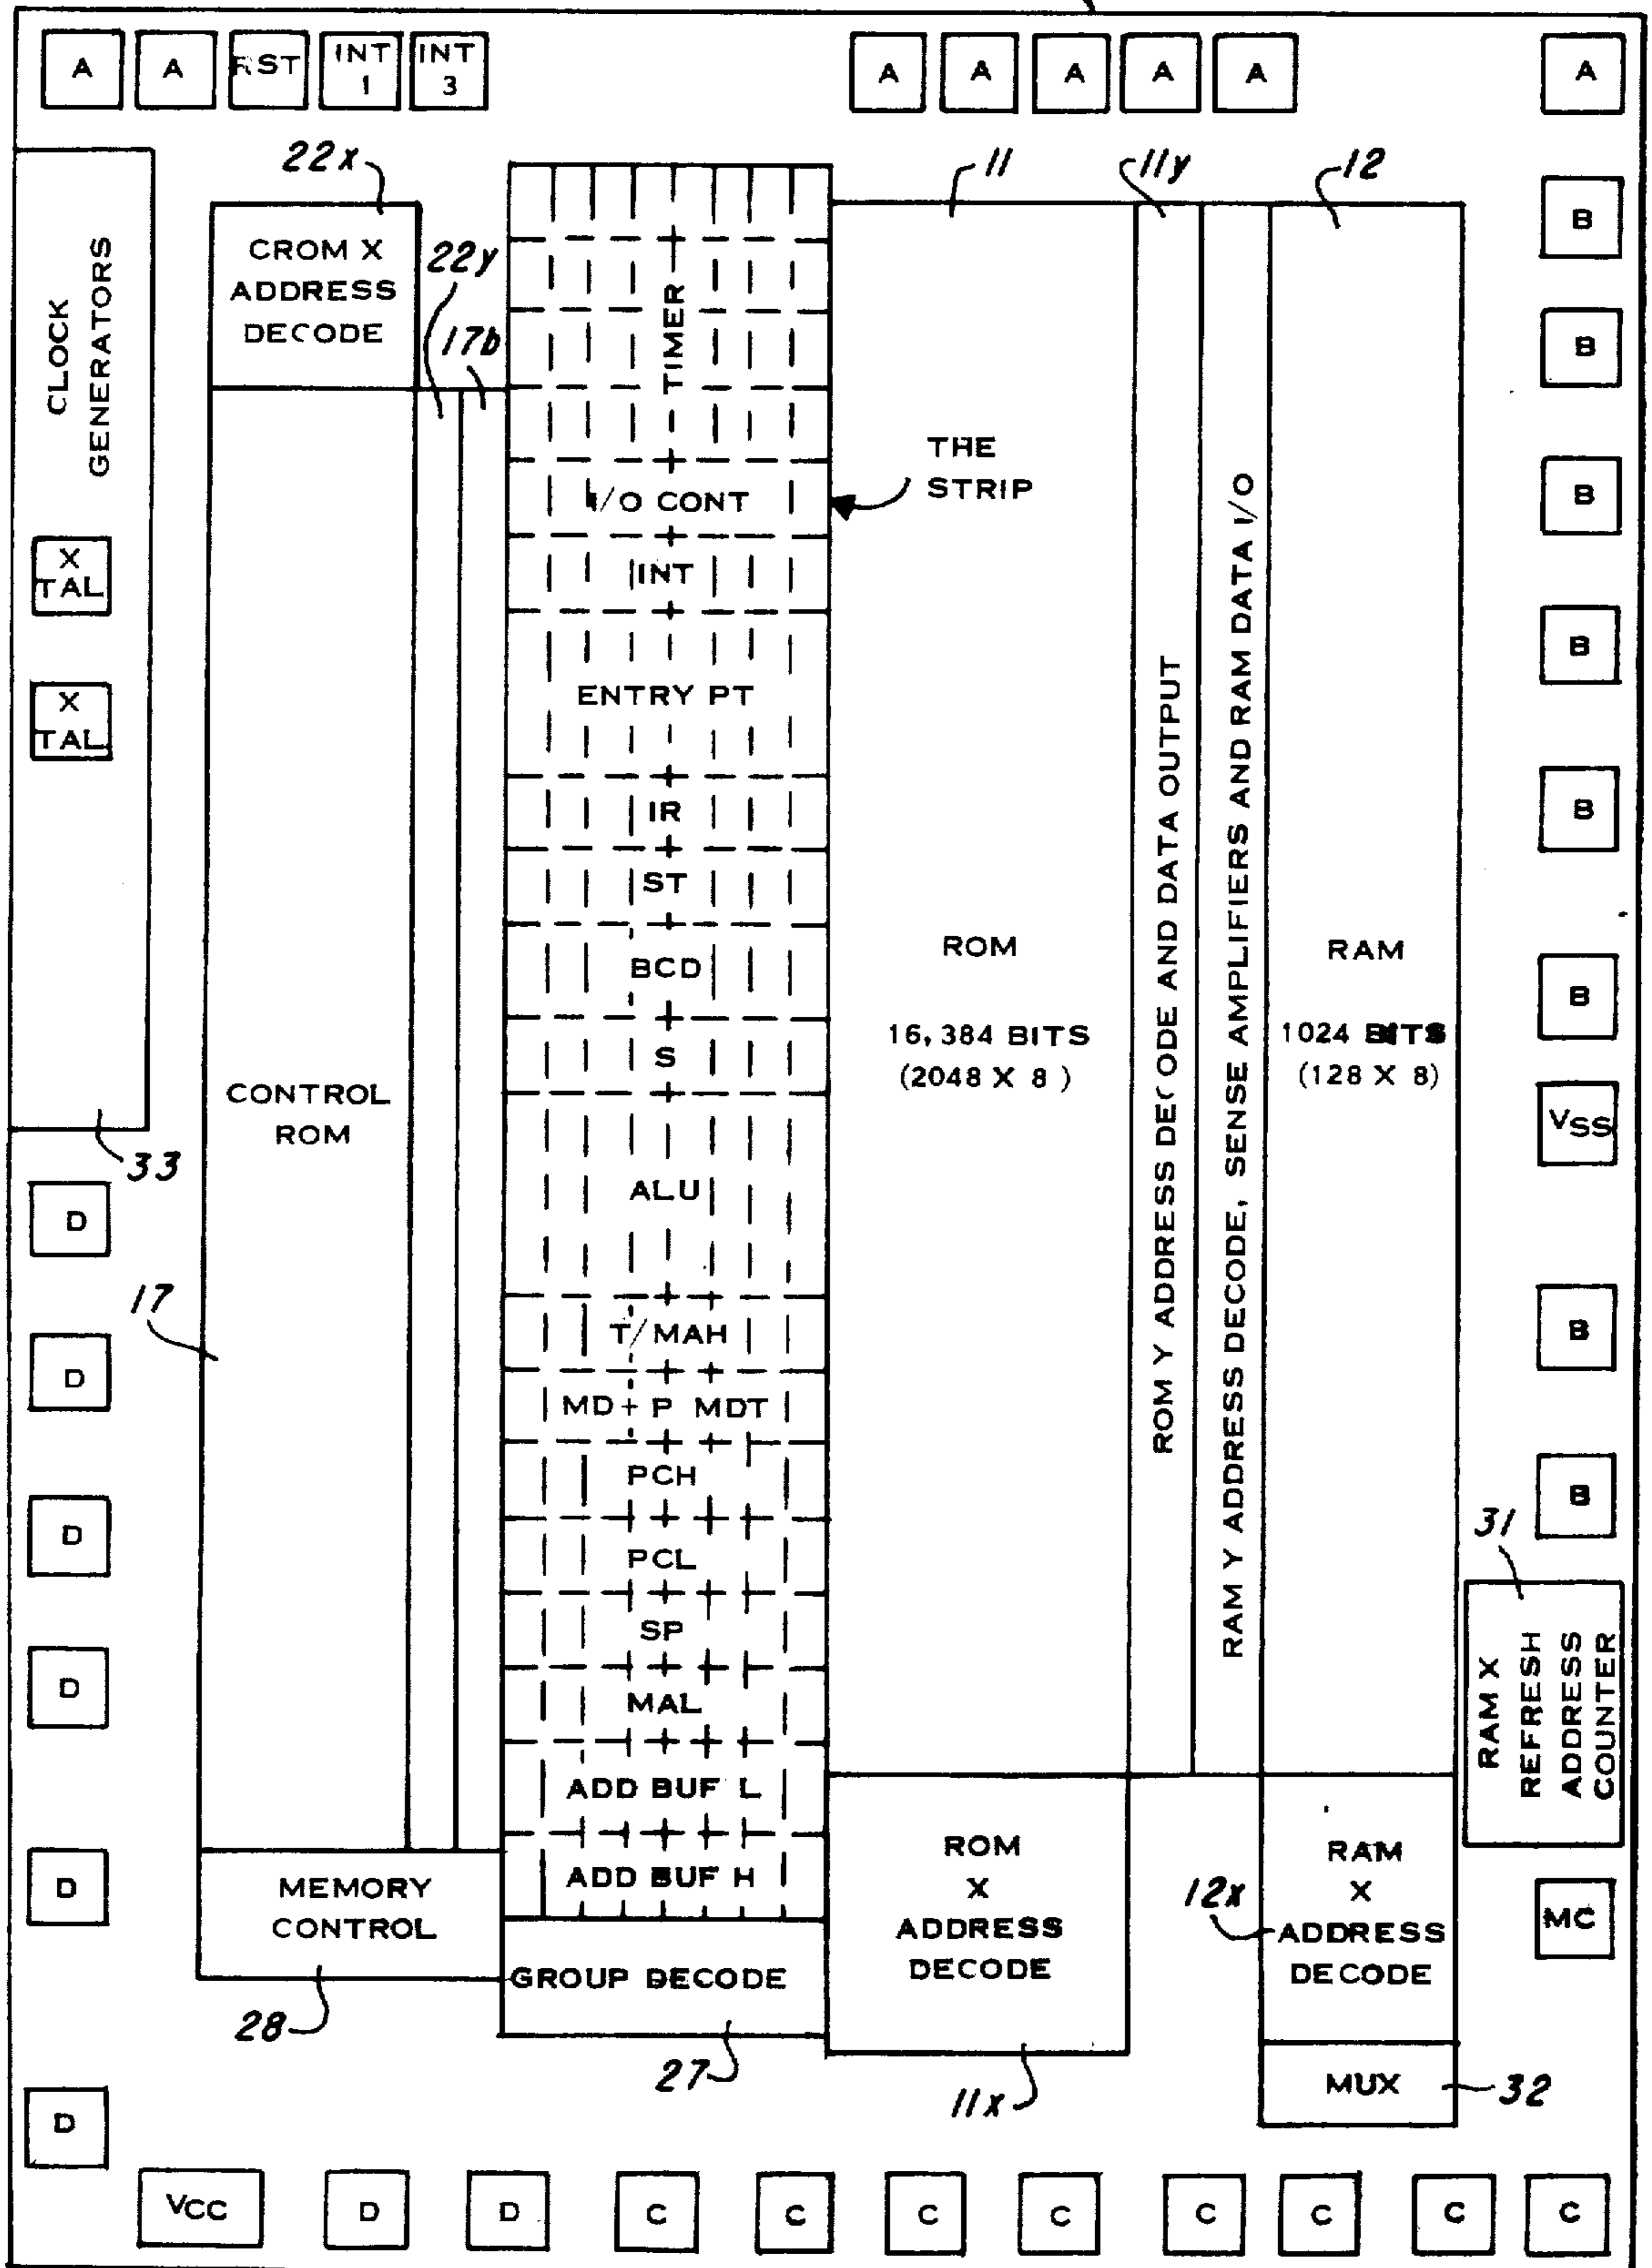 A
A
RST
INT
1
INT
3
A
A
A
A
A
A
22x
11
11y
12
CLOCK
GENERATORS
X
TAL
X
TAL
33
CROM X
ADDRESS
DECODE
22y
17b
CONTROL
ROM
17
MEMORY
CONTROL
28
TIMER
I/O CONT
INT
ENTRY PT
IR
ST
BCD
S
ALU
T/MAH
MD + P MDT
PCH
PCL
SP
MAL
ADD BUF L
ADD BUF H
GROUP DECODE
27
THE
STRIP
ROM
16,384 BITS
(2048 X 8)
ROM Y ADDRESS DECODE AND DATA OUTPUT
RAM Y ADDRESS DECODE, SENSE AMPLIFIERS AND RAM DATA I/O
RAM
1024 BITS
(128 X 8)
ROM
X
ADDRESS
DECODE
11x
12x
RAM
X
ADDRESS
DECODE
MUX
32
B
B
B
B
B
B
VSS
B
B
31
RAM X
REFRESH
ADDRESS
COUNTER
MC
D
D
D
D
D
D
VCC
D
D
C
C
C
C
C
C
C
C